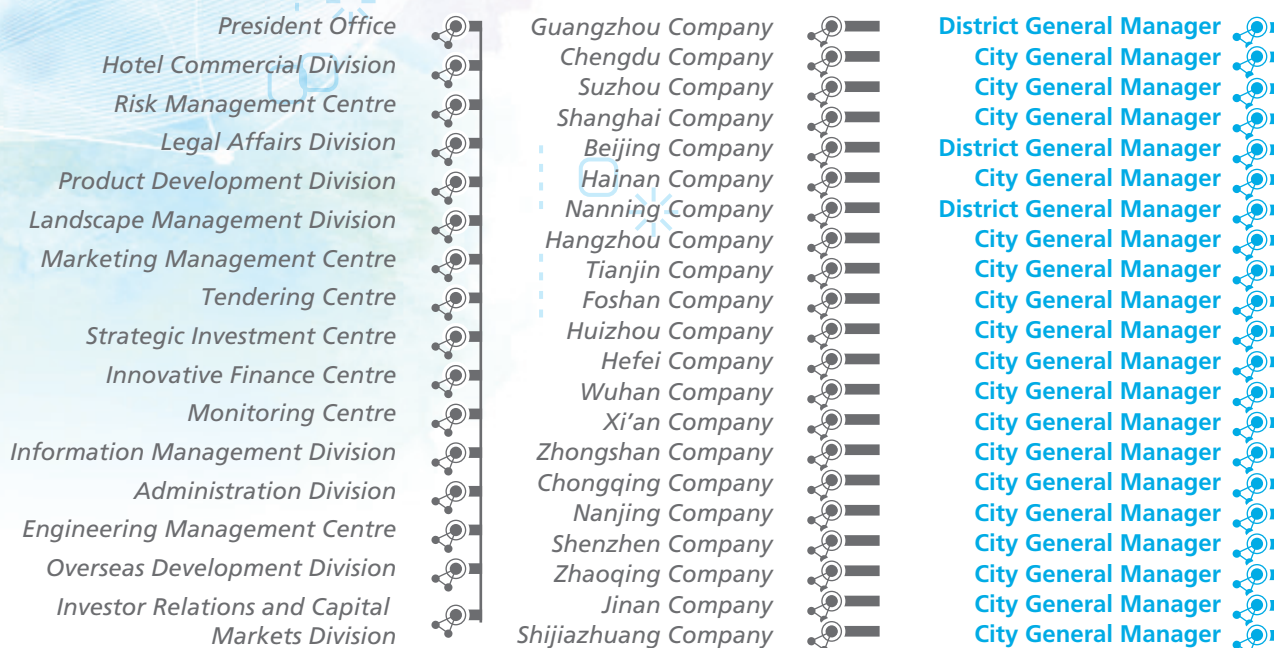 President Office
Hotel Commercial Division
Risk Management Centre
Legal Affairs Division
Product Development Division
Landscape Management Division
Marketing Management Centre
Tendering Centre
Strategic Investment Centre
Innovative Finance Centre
Monitoring Centre
Information Management Division
Administration Division
Engineering Management Centre
Overseas Development Division
Investor Relations and Capital
Markets Division
Guangzhou Company
Chengdu Company
Suzhou Company
Shanghai Company
Beijing Company
Hainan Company
Nanning Company
Hangzhou Company
Tianjin Company
Foshan Company
Huizhou Company
Hefei Company
Wuhan Company
Xi’an Company
Zhongshan Company
Chongqing Company
Nanjing Company
Shenzhen Company
Zhaoqing Company
Jinan Company
Shijiazhuang Company
District General Manager
City General Manager
City General Manager
City General Manager
District General Manager
City General Manager
District General Manager
City General Manager
City General Manager
City General Manager
City General Manager
City General Manager
City General Manager
City General Manager
City General Manager
City General Manager
City General Manager
City General Manager
City General Manager
City General Manager
City General Manager